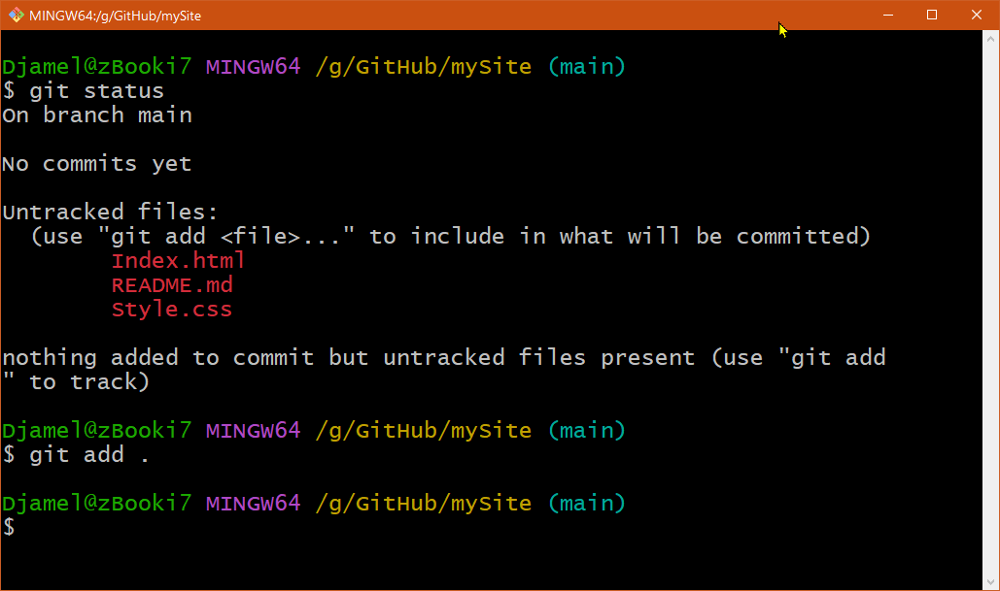 MINGW64:/g/GitHub/mySite
Djamel@zBooki7 MINGW64 /g/GitHub/mySite (main)
$ git status
On branch main
No commits yet
Untracked files:
  (use "git add <file>..." to include in what will be committed)
        Index.html
        README.md
        Style.css
nothing added to commit but untracked files present (use "git add
" to track)
Djamel@zBooki7 MINGW64 /g/GitHub/mySite (main)
$ git add .
Djamel@zBooki7 MINGW64 /g/GitHub/mySite (main)
$